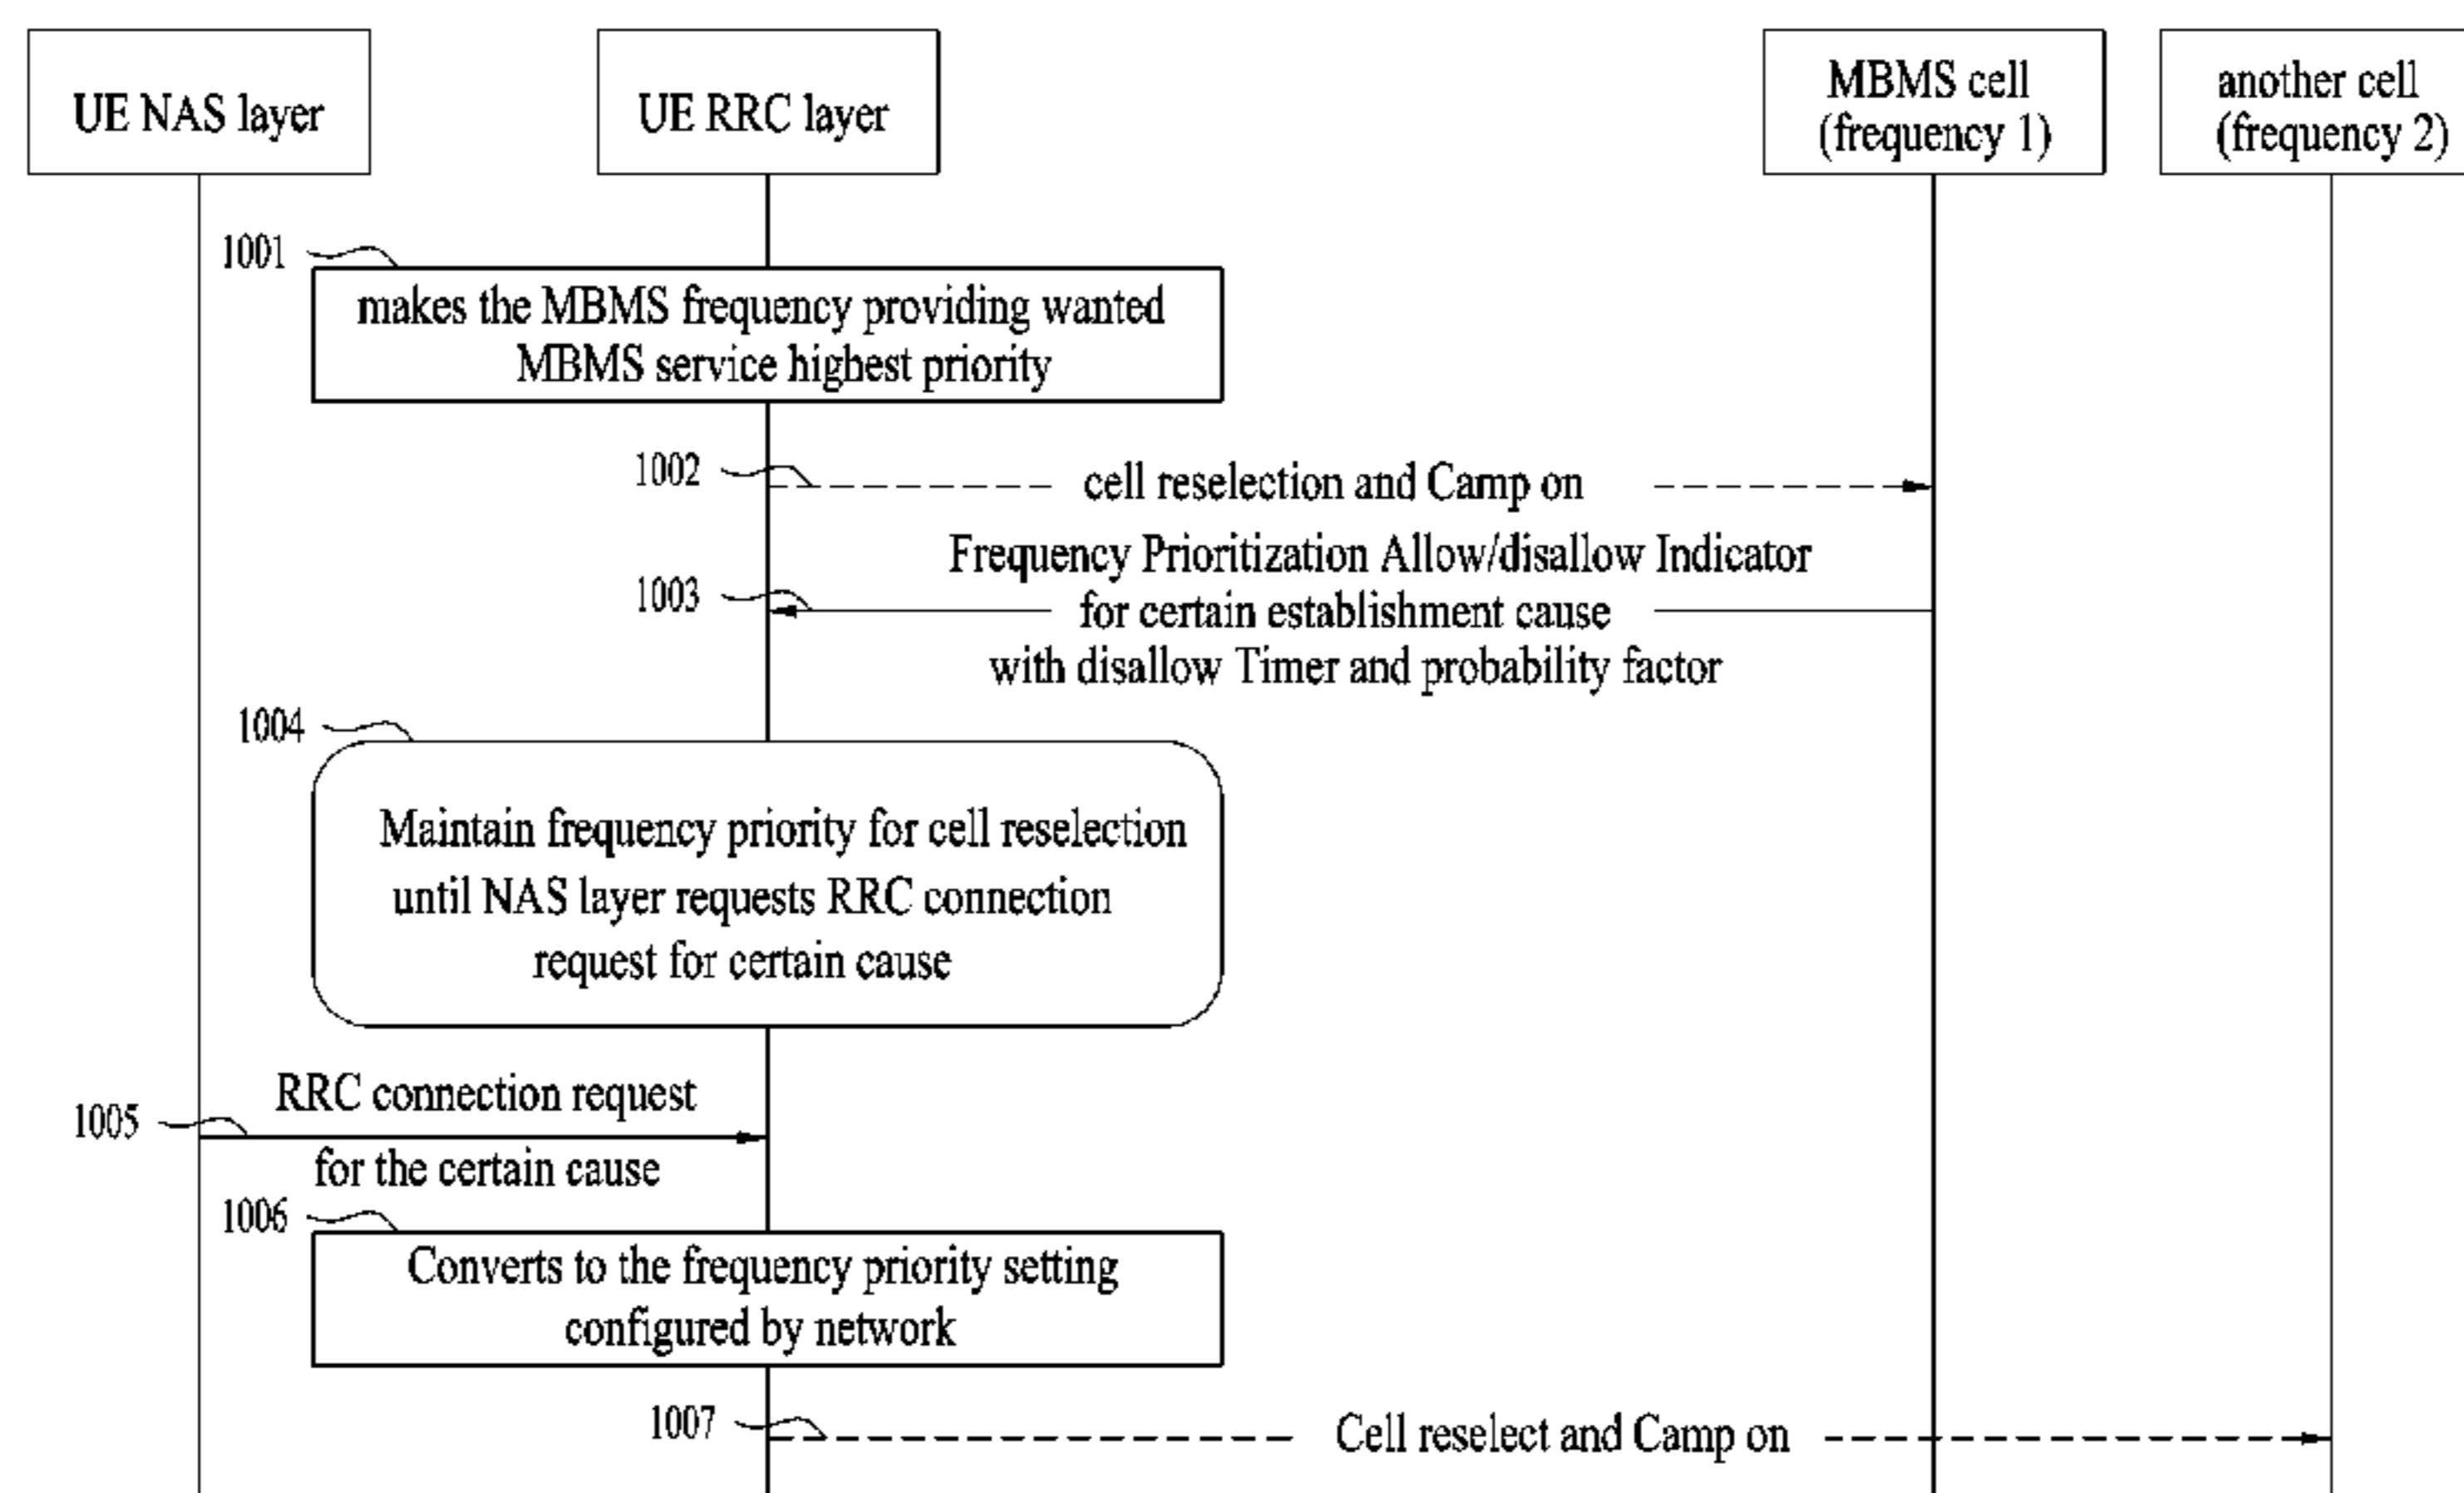 UE NAS layer
UE RRC layer
MBMS cell
(frequency 1)
another cell
(frequency 2)
1001
makes the MBMS frequency providing wanted
MBMS service highest priority
1002
cell reselection and Camp on
Frequency Prioritization Allow/disallow Indicator
1003
for certain establishment cause
with disallow Timer and probability factor
1004
Maintain frequency priority for cell reselection
until NAS layer requests RRC connection
request for certain cause
RRC connection request
1005
for the certain cause
1006
Converts to the frequency priority setting
configured by network
1007
Cell reselect and Camp on